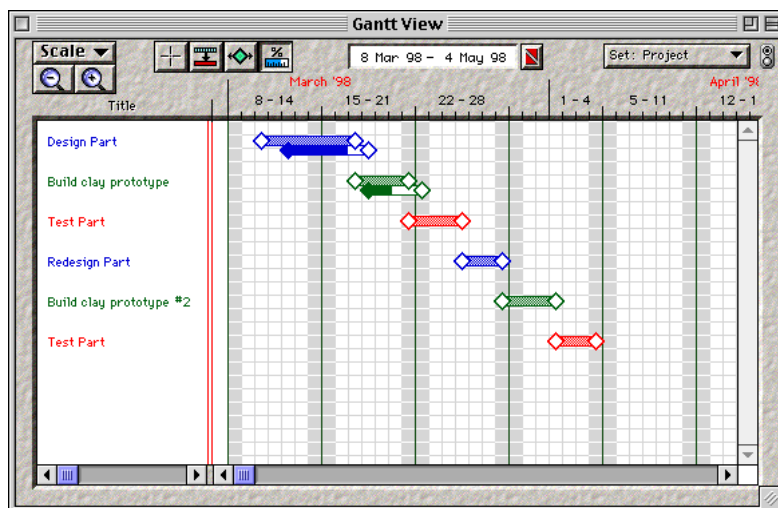 Gantt View
Scale
%
8 Mar 98 - 4 May 98
Set: Project
March '98
April '98
Title
8 - 14
15 - 21
22 - 28
1 - 4
5 - 11
12 - 1
Design Part
Build clay prototype
Test Part
Redesign Part
Build clay prototype #2
Test Part